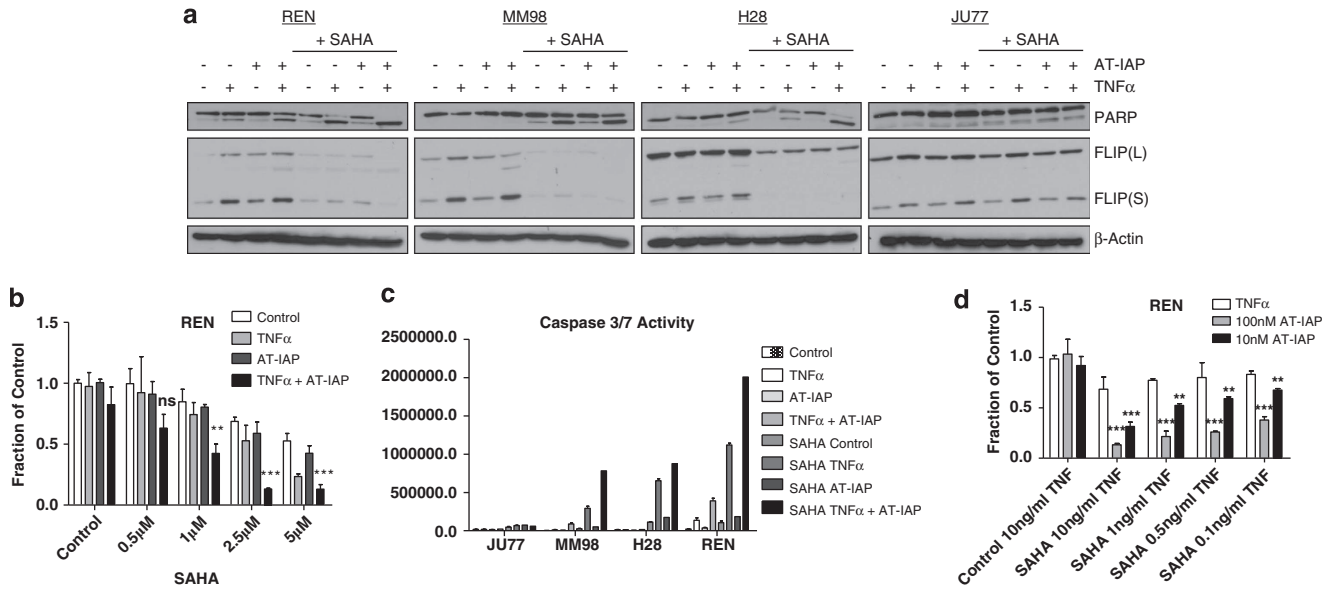 a
REN MM98 H28 JU77
+ SAHA + SAHA + SAHA + SAHA
- - + + - - + + - - + + - - + + - - + + - - + + - - + + - - + + AT-IAP
- + - + - + - + - + - + - + - + - + - + - + - + - + - + - + - + TNFα
PARP
FLIP(L)
FLIP(S)
β-Actin
b
REN
Fraction of Control
1.5
1.0
0.5
0.0
Control
TNFα
AT-IAP
TNFα + AT-IAP
ns
**
***
***
Control 0.5μM 1μM 2.5μM 5μM
SAHA
c
Caspase 3/7 Activity
2500000.0
2000000.0
1500000.0
1000000.0
500000.0
0.0
JU77 MM98 H28 REN
Control
TNFα
AT-IAP
TNFα + AT-IAP
SAHA Control
SAHA TNFα
SAHA AT-IAP
SAHA TNFα + AT-IAP
d
REN
Fraction of Control
1.5
1.0
0.5
0.0
TNFα
100nM AT-IAP
10nM AT-IAP
*** *** *** ** *** ** *** **
Control 10ng/ml TNF
SAHA 10ng/ml TNF
SAHA 1ng/ml TNF
SAHA 0.5ng/ml TNF
SAHA 0.1ng/ml TNF